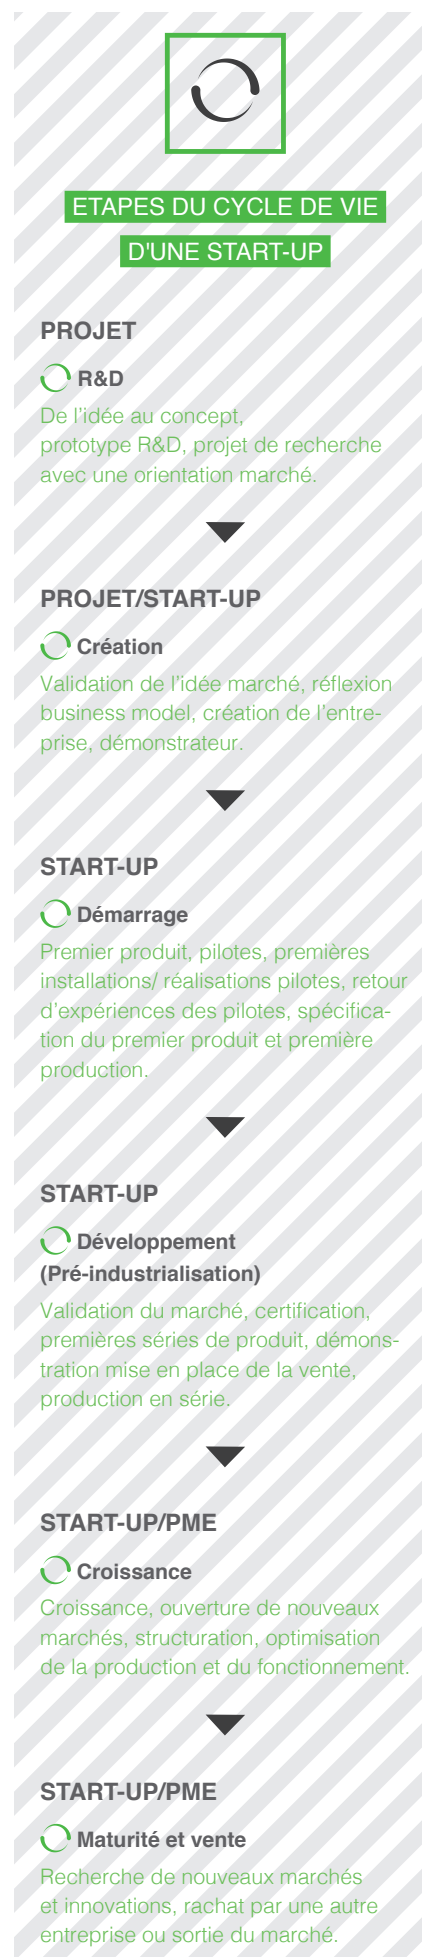 ETAPES DU CYCLE DE VIE
D'UNE START-UP
PROJET
R&D
De l'idée au concept,
prototype R&D, projet de recherche
avec une orientation marché.
PROJET/START-UP
Création
Validation de l'idée marché, réflexion
business model, création de l'entre-
prise, démonstrateur.
START-UP
Démarrage
Premier produit, pilotes, premières
installations/ réalisations pilotes, retour
d'expériences des pilotes, spécifica-
tion du premier produit et première
production.
START-UP
Développement
(Pré-industrialisation)
Validation du marché, certification,
premières séries de produit, démons-
tration mise en place de la vente,
production en série.
START-UP/PME
Croissance
Croissance, ouverture de nouveaux
marchés, structuration, optimisation
de la production et du fonctionnement.
START-UP/PME
Maturité et vente
Recherche de nouveaux marchés
et innovations, rachat par une autre
entreprise ou sortie du marché.